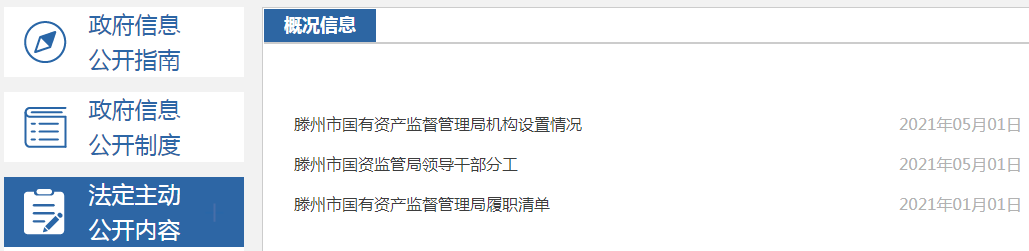 政府信息
公开指南
政府信息
公开制度
法定主动
公开内容
概况信息
滕州市国有资产监督管理局机构设置情况 2021年05月01日
滕州市国资监管局领导干部分工 2021年05月01日
滕州市国有资产监督管理局履职清单 2021年01月01日